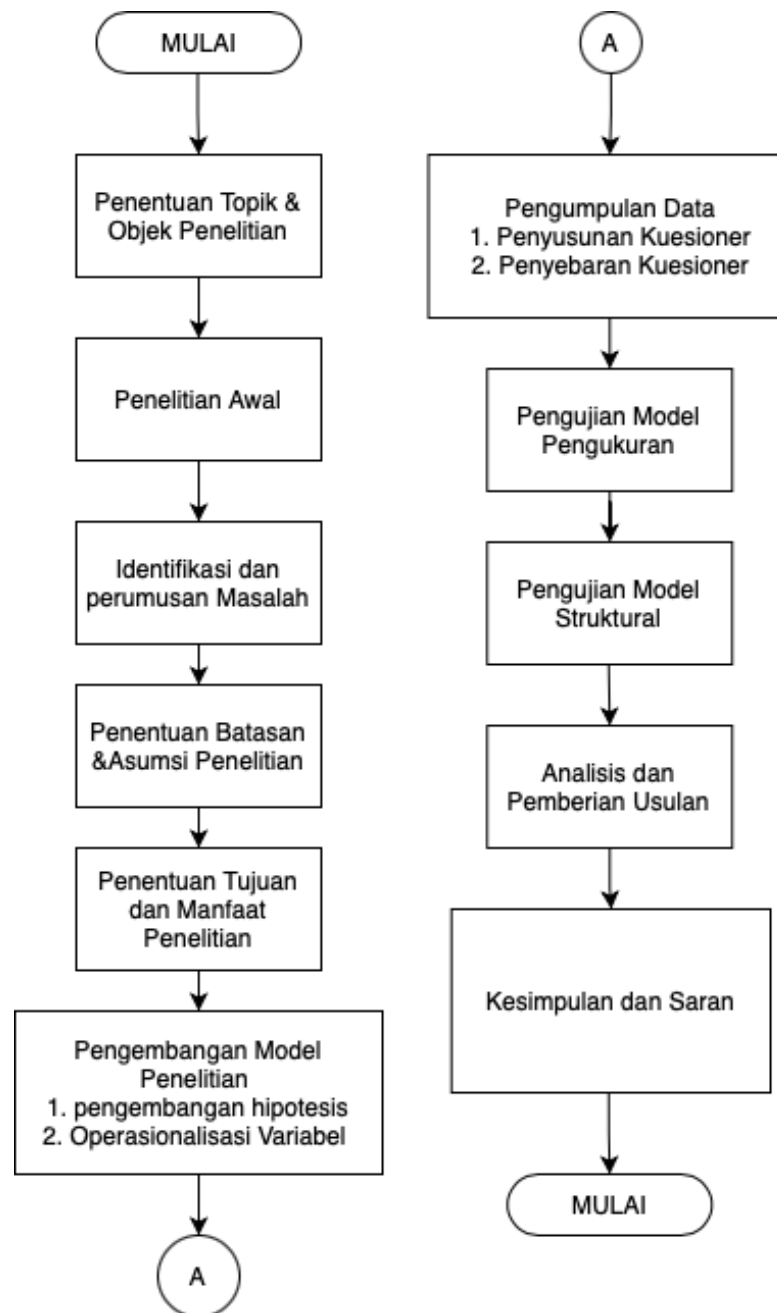 MULAI
Penentuan Topik &
Objek Penelitian
Penelitian Awal
Identifikasi dan
perumusan Masalah
Penentuan Batasan
&Asumsi Penelitian
Penentuan Tujuan
dan Manfaat
Penelitian
Pengembangan Model
Penelitian
1. pengembangan hipotesis
2. Operasionalisasi Variabel
A
A
Pengumpulan Data
1. Penyusunan Kuesioner
2. Penyebaran Kuesioner
Pengujian Model
Pengukuran
Pengujian Model
Struktural
Analisis dan
Pemberian Usulan
Kesimpulan dan Saran
MULAI